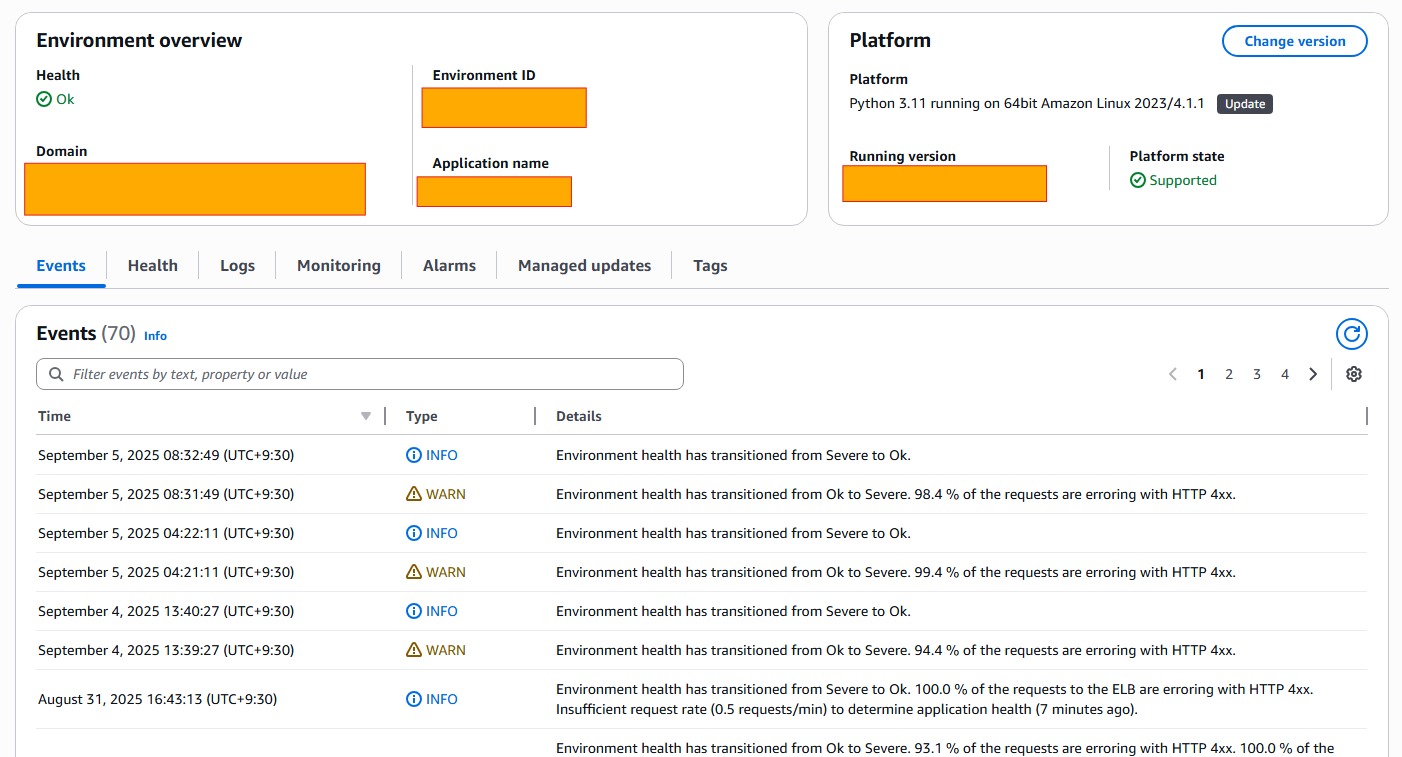 Environment overview
Health
Ok
Environment ID
Domain
Application name
Platform
Change version
Platform
Python 3.11 running on 64bit Amazon Linux 2023/4.1.1 Update
Running version
Platform state
Supported
Events Health Logs Monitoring Alarms Managed updates Tags
Events (70) Info
Filter events by text, property or value
1 2 3 4
Time Type Details
September 5, 2025 08:32:49 (UTC+9:30) INFO Environment health has transitioned from Severe to Ok.
September 5, 2025 08:31:49 (UTC+9:30) WARN Environment health has transitioned from Ok to Severe. 98.4 % of the requests are erroring with HTTP 4xx.
September 5, 2025 04:22:11 (UTC+9:30) INFO Environment health has transitioned from Severe to Ok.
September 5, 2025 04:21:11 (UTC+9:30) WARN Environment health has transitioned from Ok to Severe. 99.4 % of the requests are erroring with HTTP 4xx.
September 4, 2025 13:40:27 (UTC+9:30) INFO Environment health has transitioned from Severe to Ok.
September 4, 2025 13:39:27 (UTC+9:30) WARN Environment health has transitioned from Ok to Severe. 94.4 % of the requests are erroring with HTTP 4xx.
August 31, 2025 16:43:13 (UTC+9:30) INFO Environment health has transitioned from Severe to Ok. 100.0 % of the requests to the ELB are erroring with HTTP 4xx.
Insufficient request rate (0.5 requests/min) to determine application health (7 minutes ago).
Environment health has transitioned from Ok to Severe. 93.1 % of the requests are erroring with HTTP 4xx. 100.0 % of the